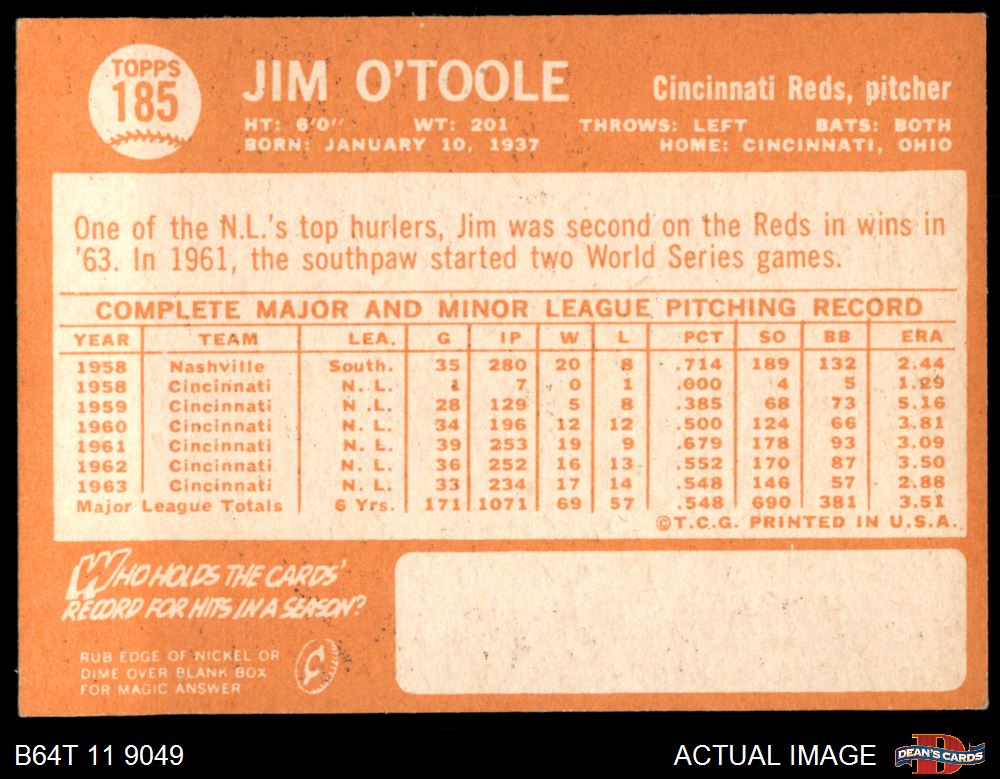 TOPPS
185
JIM O'TOOLE
Cincinnati Reds, pitcher
HT: 6'0" WT: 201 THROWS: LEFT BATS: BOTH
BORN: JANUARY 10, 1937 HOME: CINCINNATI, OHIO
One of the N.L.'s top hurlers, Jim was second on the Reds in wins in
'63. In 1961, the southpaw started two World Series games.
COMPLETE MAJOR AND MINOR LEAGUE PITCHING RECORD
YEAR TEAM LEA. G IP W L PCT SO BB ERA
1958 Nashville South. 35 280 20 8 .714 189 132 2.44
1958 Cincinnati N. L. 1 7 0 1 .000 4 5 1.29
1959 Cincinnati N .L. 28 129 5 8 .385 68 73 5.16
1960 Cincinnati N. L. 34 196 12 12 .500 124 66 3.81
1961 Cincinnati N. L. 39 253 19 9 .679 178 93 3.09
1962 Cincinnati N. L. 36 252 16 13 .552 170 87 3.50
1963 Cincinnati N. L. 33 234 17 14 .548 146 57 2.88
Major League Totals 6 Yrs. 171 1071 69 57 .548 690 381 3.51
©T.C.G. PRINTED IN U.S.A.
WHO HOLDS THE CARDS'
RECORD FOR HITS IN A SEASON?
RUB EDGE OF NICKEL OR
DIME OVER BLANK BOX
FOR MAGIC ANSWER
C
B64T 11 9049 ACTUAL IMAGE
D
DEAN'S CARDS